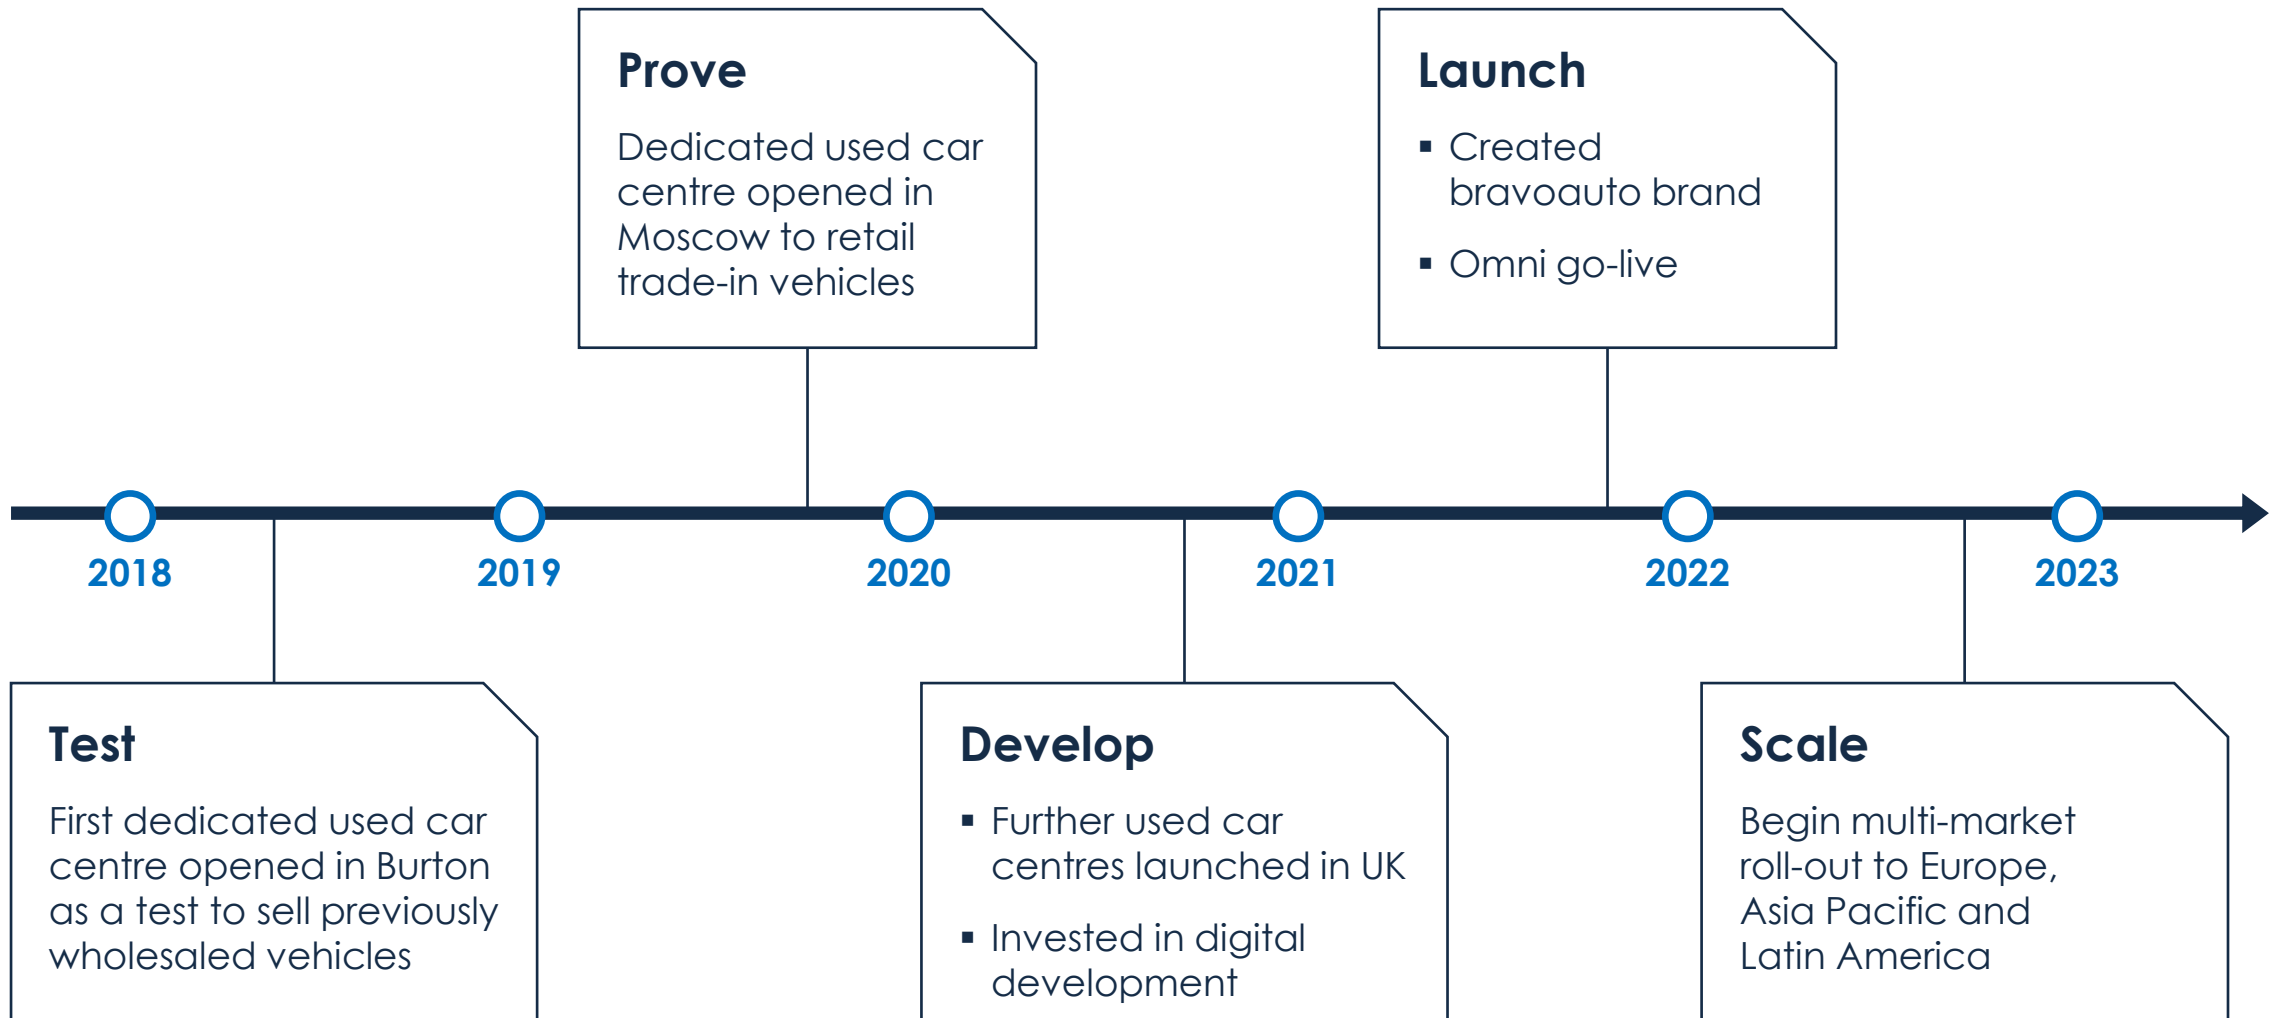 Prove
Dedicated used car
centre opened in
Moscow to retail
trade-in vehicles
Launch
▪ Created
bravoauto brand
▪ Omni go-live
2018
2019
2020
2021
2022
2023
Test
First dedicated used car
centre opened in Burton
as a test to sell previously
wholesaled vehicles
Develop
▪ Further used car
centres launched in UK
▪ Invested in digital
development
Scale
Begin multi-market
roll-out to Europe,
Asia Pacific and
Latin America